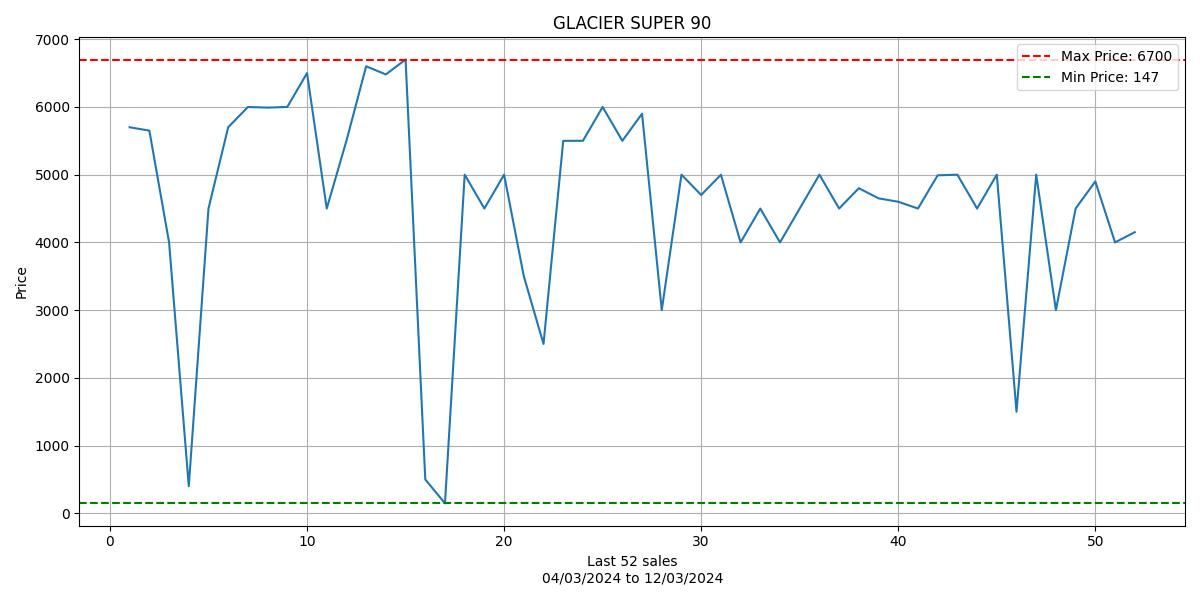 GLACIER SUPER 90
Max Price: 6700
Min Price: 147
Price
7000
6000
5000
4000
3000
2000
1000
0
0 10 20 30 40 50
Last 52 sales
04/03/2024 to 12/03/2024